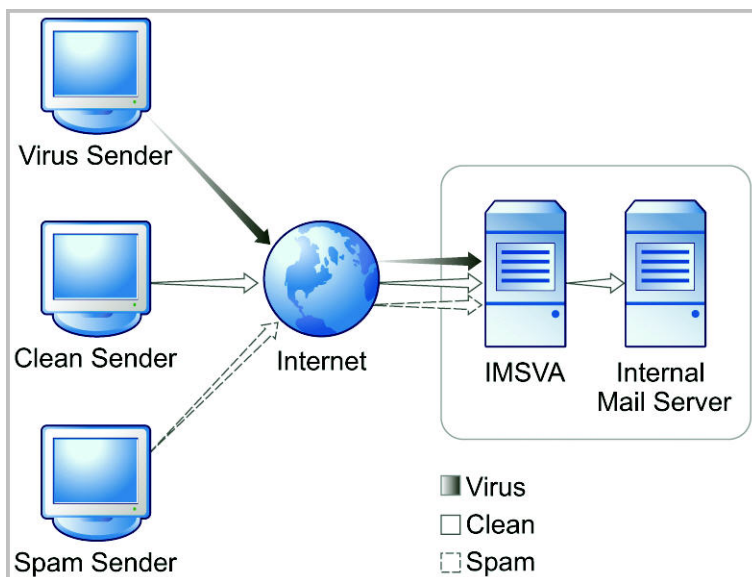 Virus Sender
Clean Sender
Spam Sender
Internet
IMSVA
Internal
Mail Server
Virus
Clean
Spam